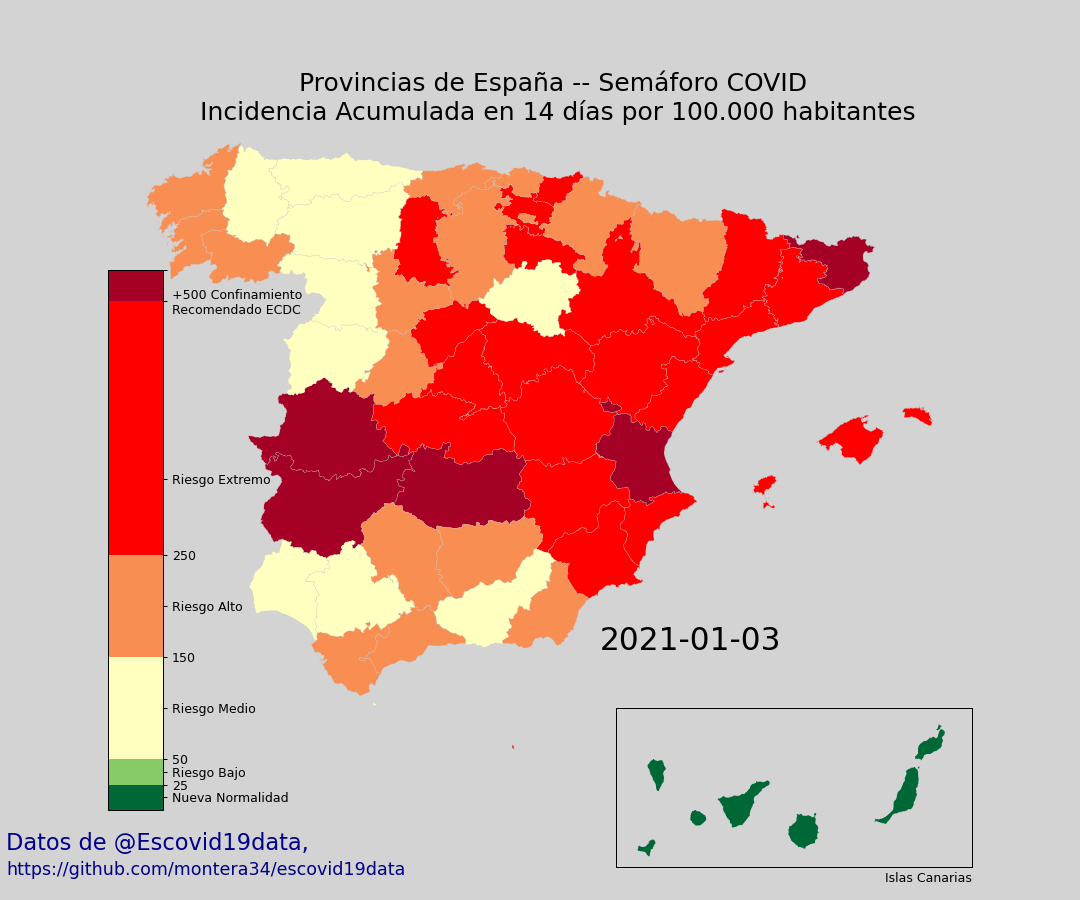 Provincias de España -- Semáforo COVID
Incidencia Acumulada en 14 días por 100.000 habitantes
+500 Confinamiento
Recomendado ECDC
Riesgo Extremo
250
Riesgo Alto
150
Riesgo Medio
50
Riesgo Bajo
25
Nueva Normalidad
2021-01-03
Islas Canarias
Datos de @Escovid19data,
https://github.com/montera34/escovid19data